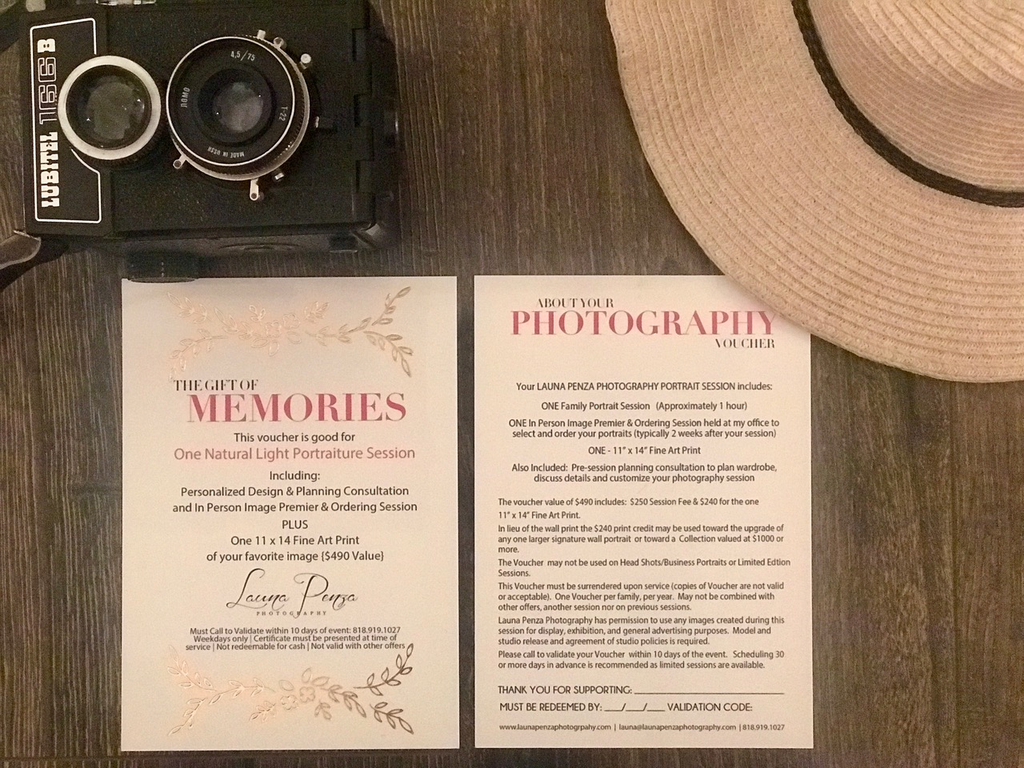 LUBITEL 166 B
4,5/75
T-22
ЛОМО
MADE IN USSR
THE GIFT OF
MEMORIES
This voucher is good for
One Natural Light Portraiture Session
Including:
Personalized Design & Planning Consultation
and In Person Image Premier & Ordering Session
PLUS
One 11 x 14 Fine Art Print
of your favorite image {$490 Value}
Launa Penza
PHOTOGRAPHY
Must Call to Validate within 10 days of event: 818.919.1027
Weekdays only | Certificate must be presented at time of
service | Not redeemable for cash | Not valid with other offers
ABOUT YOUR
PHOTOGRAPHY
VOUCHER
Your LAUNA PENZA PHOTOGRAPHY PORTRAIT SESSION includes:
ONE Family Portrait Session (Approximately 1 hour)
ONE In Person Image Premier & Ordering Session held at my office to
select and order your portraits (typically 2 weeks after your session)
ONE - 11" x 14" Fine Art Print
Also Included: Pre-session planning consultation to plan wardrobe,
discuss details and customize your photography session
The voucher value of $490 includes: $250 Session Fee & $240 for the one
11" x 14" Fine Art Print.
In lieu of the wall print the $240 print credit may be used toward the upgrade of
any one larger signature wall portrait or toward a Collection valued at $1000 or
more.
The Voucher may not be used on Head Shots/Business Portraits or Limited Edtion
Sessions.
This Voucher must be surrendered upon service (copies of Voucher are not valid
or acceptable). One Voucher per family, per year. May not be combined with
other offers, another session nor on previous sessions.
Launa Penza Photography has permission to use any images created during this
session for display, exhibition, and general advertising purposes. Model and
studio release and agreement of studio policies is required.
Please call to validate your Voucher within 10 days of the event. Scheduling 30
or more days in advance is recommended as limited sessions are available.
THANK YOU FOR SUPPORTING: ____________________
MUST BE REDEEMED BY: ___/___/___ VALIDATION CODE:
www.launapenzaphotogrpahy.com | launa@launapenzaphotography.com | 818.919.1027